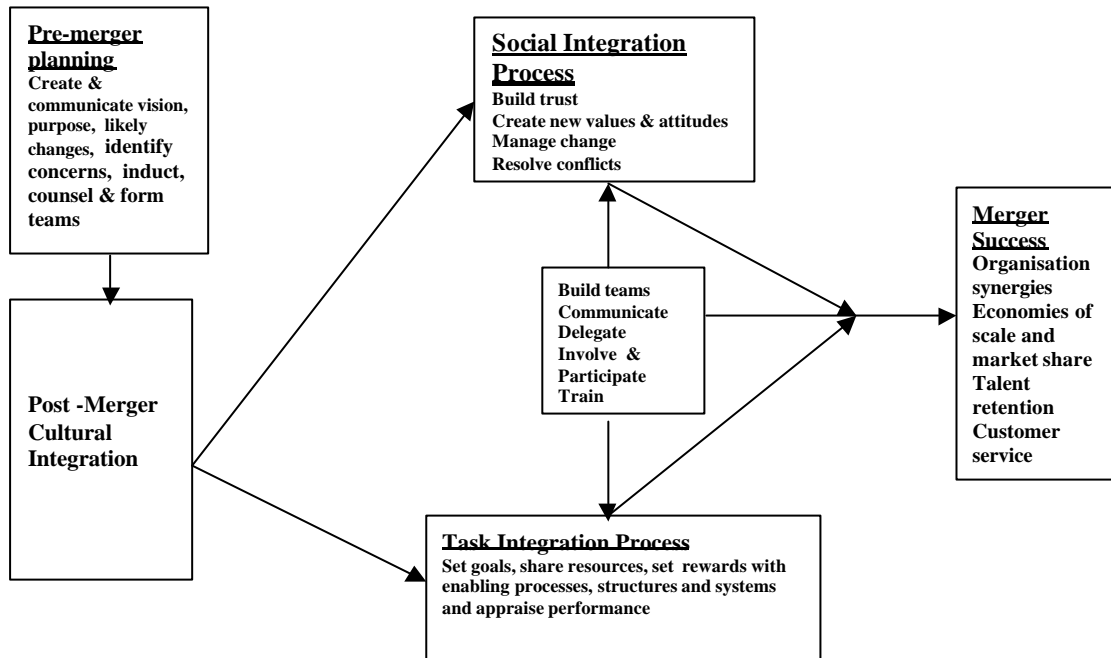 Pre-merger
planning
Create &
communicate vision,
purpose, likely
changes, identify
concerns, induct,
counsel & form
teams
Post -Merger
Cultural
Integration
Social Integration
Process
Build trust
Create new values & attitudes
Manage change
Resolve conflicts
Build teams
Communicate
Delegate
Involve &
Participate
Train
Task Integration Process
Set goals, share resources, set rewards with
enabling processes, structures and systems
and appraise performance
Merger
Success
Organisation
synergies
Economies of
scale and
market share
Talent
retention
Customer
service